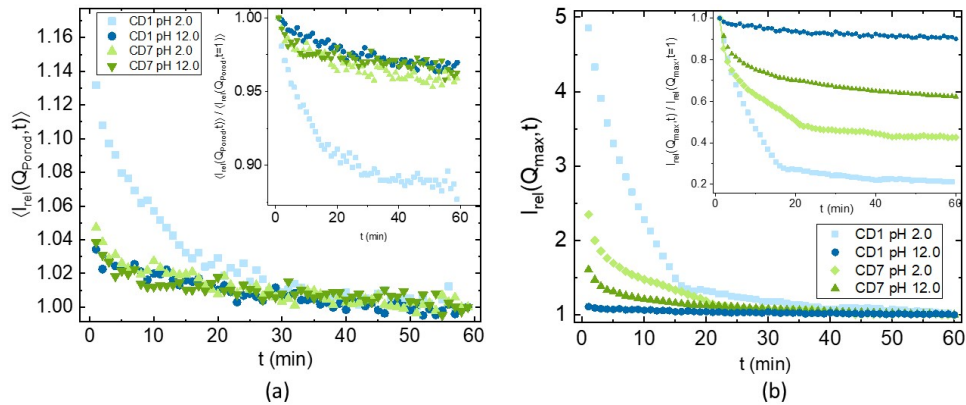 1.16
1.14
1.12
1.10
1.08
1.06
1.04
1.02
1.00
⟨I_rel(Q_Porod,t)⟩
0 10 20 30 40 50 60
t (min)
CD1 pH 2.0
CD1 pH 12.0
CD7 pH 2.0
CD7 pH 12.0
1.00
0.95
0.90
⟨I_rel(Q_Porod,t)⟩ / ⟨I_rel(Q_Porod,t=1)⟩
0 20 40 60
t (min)
(a)
5
4
3
2
1
I_rel(Q_max,t)
0 10 20 30 40 50 60
t (min)
1.0
0.8
0.6
0.4
0.2
I_rel(Q_max,t) / I_rel(Q_max,t=1)
0 20 40 60
t (min)
CD1 pH 2.0
CD1 pH 12.0
CD7 pH 2.0
CD7 pH 12.0
(b)